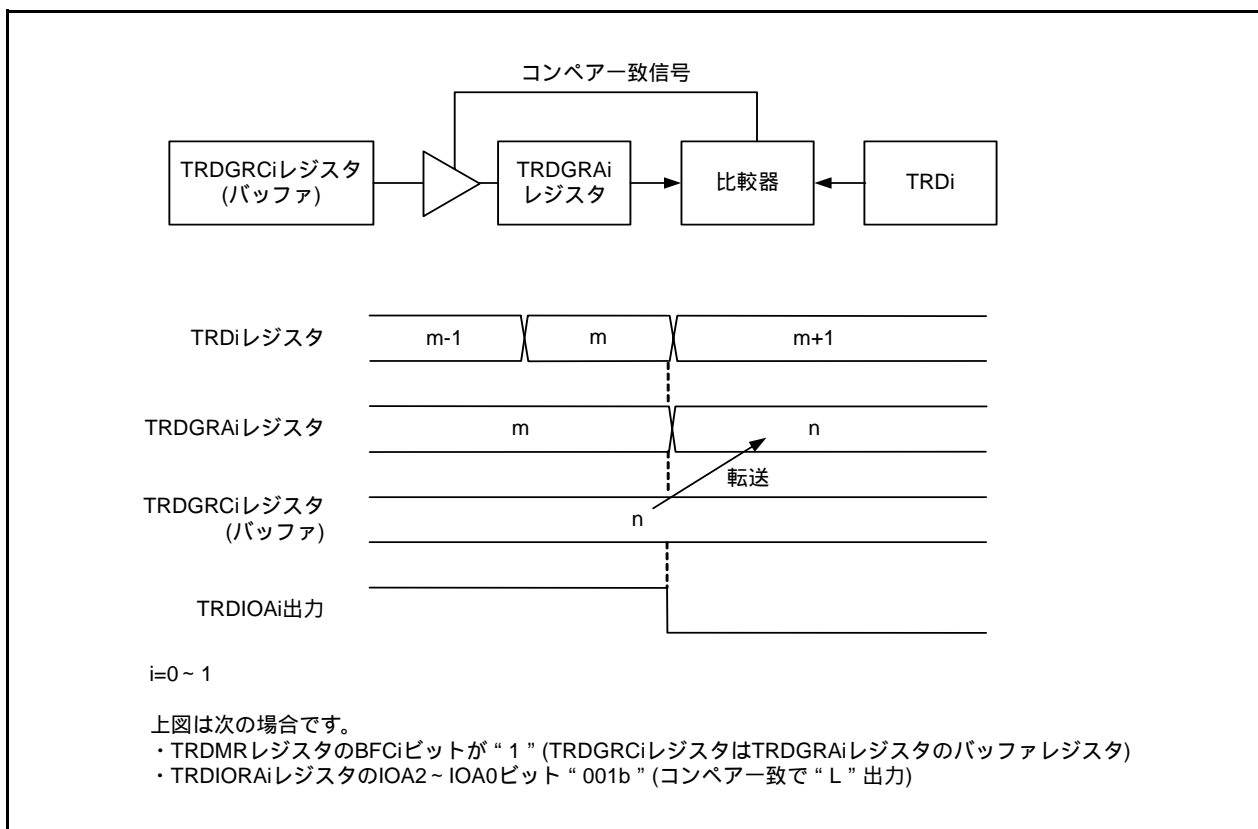 コンペア一致信号
TRDGRCiレジスタ
(バッファ)
TRDGRAi
レジスタ
比較器
TRDi
TRDiレジスタ
m-1
m
m+1
TRDGRAiレジスタ
m
n
転送
TRDGRCiレジスタ
(バッファ)
n
TRDIOAi出力
i=0～1
上図は次の場合です。
・TRDMRレジスタのBFCiビットが“1”(TRDGRCiレジスタはTRDGRAiレジスタのバッファレジスタ)
・TRDIORAiレジスタのIOA2～IOA0ビット“001b”(コンペア一致で“L”出力)